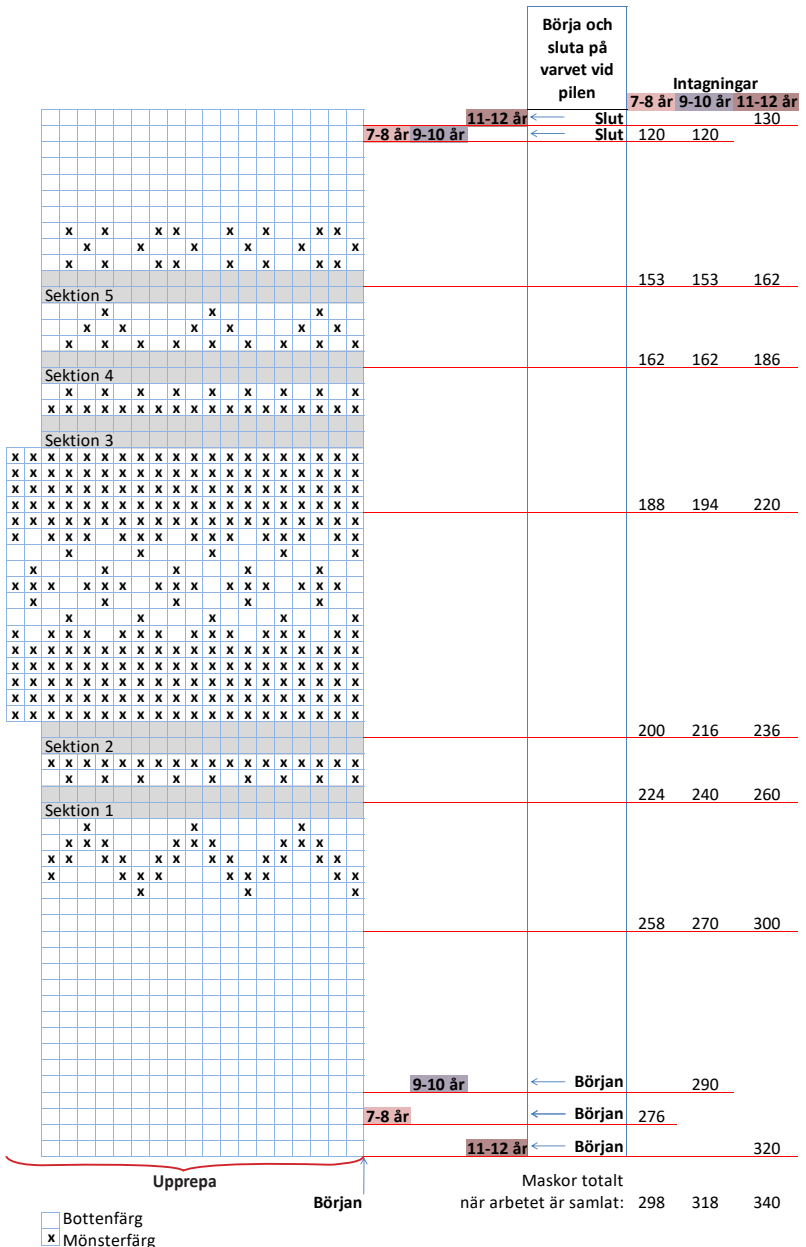 Börja och
sluta på
varvet vid
pilen
Intagningar
7-8 år 9-10 år 11-12 år
11-12 år Slut 130
7-8 år 9-10 år Slut 120 120
x x x x x x x x
x x x x x x
x x x x x x x x
153 153 162
Sektion 5
x x x
x x x x x x
x x x x x x x x x
162 162 186
Sektion 4
x x x x x x x x x
x x x x x x x x x x x x x x x x x x
Sektion 3
x x x x x x x x x x x x x x x x x x x x
x x x x x x x x x x x x x x x x x x x x
x x x x x x x x x x x x x x x x x x x x
x x x x x x x x x x x x x x x x x x x x 188 194 220
x x x x x x x x x x x x x x x x x x x x
x x x x x x x x x x x x x x x
x x x x x
x x x x x
x x x x x x x x x x x x x x x
x x x x x
x x x x x
x x x x x x x x x x x x x x x
x x x x x x x x x x x x x x x x x x x x
x x x x x x x x x x x x x x x x x x x x
x x x x x x x x x x x x x x x x x x x x
x x x x x x x x x x x x x x x x x x x x
x x x x x x x x x x x x x x x x x x x x
200 216 236
Sektion 2
x x x x x x x x x x x x x x x x x x
x x x x x x x x x
224 240 260
Sektion 1
x x x
x x x x x x x x x
x x x x x x x x x x x x
x x x x x x x x x
x x x
258 270 300
9-10 år Början 290
7-8 år Början 276
11-12 år Början 320
Upprepa
Början
Maskor totalt
när arbetet är samlat: 298 318 340
Bottenfärg
x Mönsterfärg